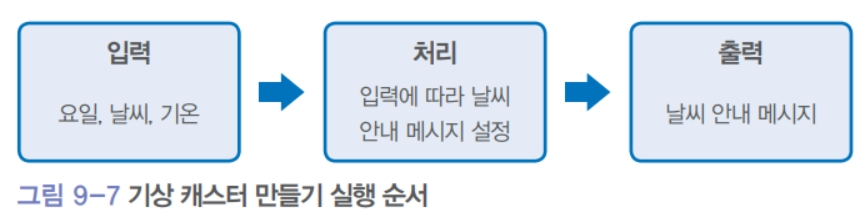 입력
요일, 날씨, 기온
처리
입력에 따라 날씨
안내 메시지 설정
출력
날씨 안내 메시지
그림 9-7 기상 캐스터 만들기 실행 순서